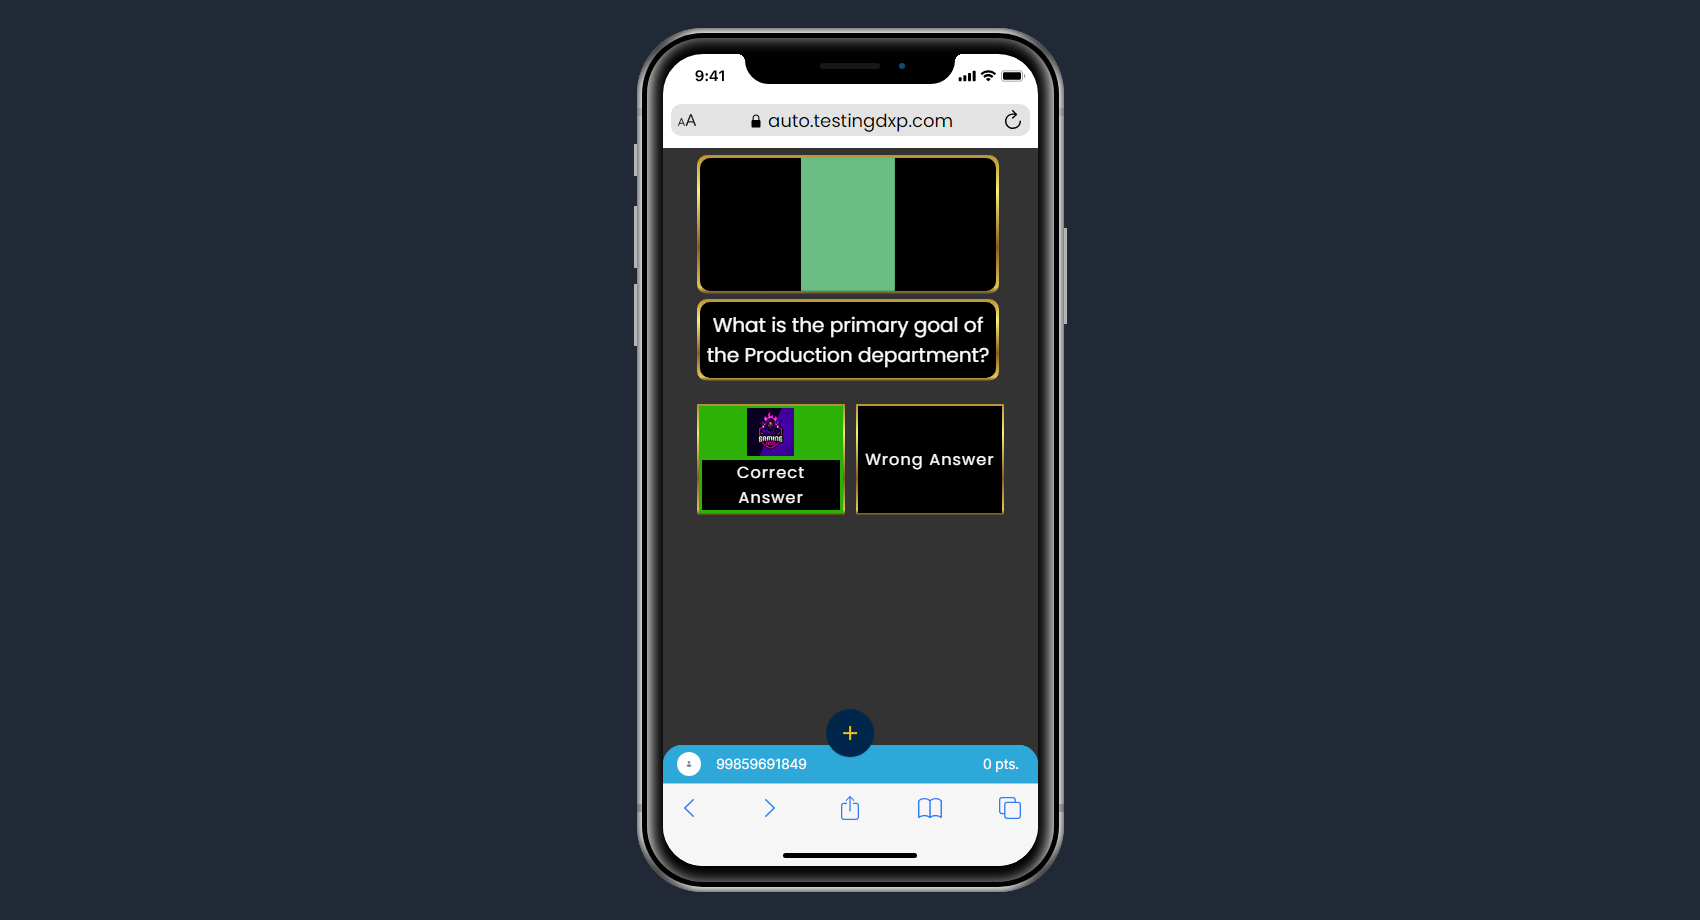 9:41
AA auto.testingdxp.com
What is the primary goal of
the Production department?
GAMING
Correct
Answer
Wrong Answer
+
99859691849 0 pts.